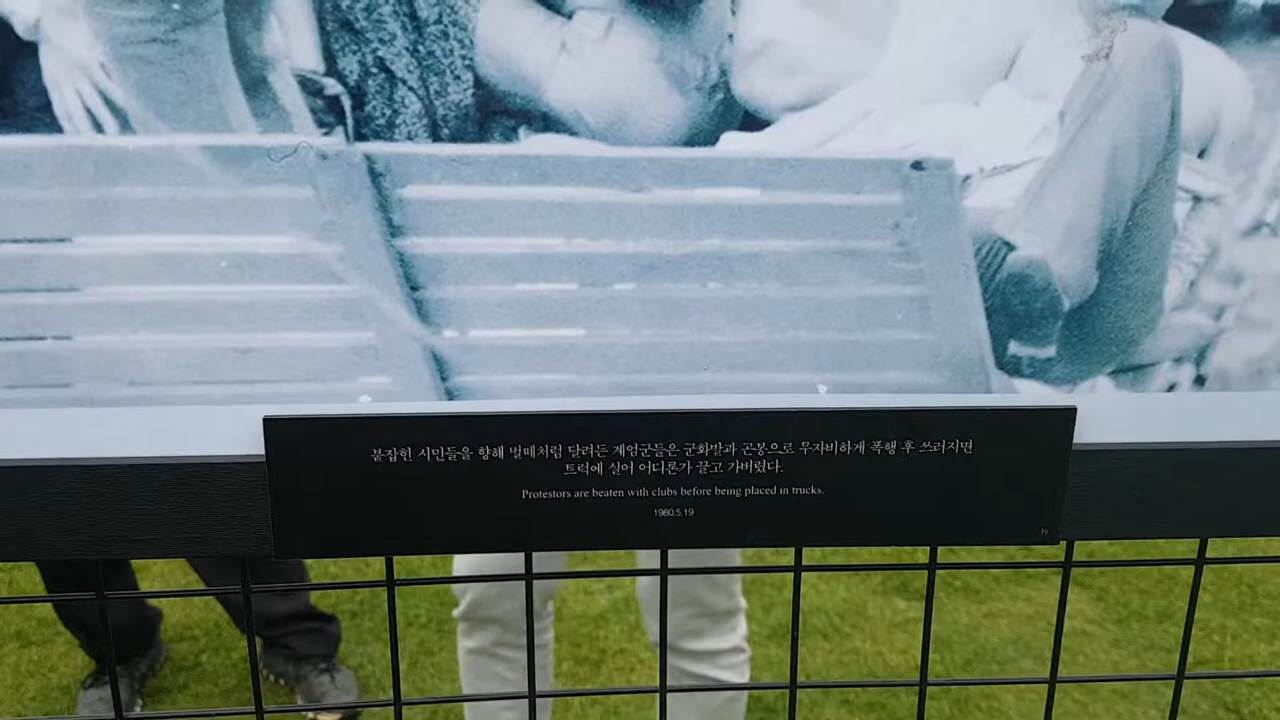 붙잡힌 시민들을 향해 벌떼처럼 달려든 계엄군들은 군화발과 곤봉으로 무자비하게 폭행 후 쓰러지면
트럭에 실어 어디론가 끌고 가버렸다.
Protestors are beaten with clubs before being placed in trucks.
1980.5.19
19